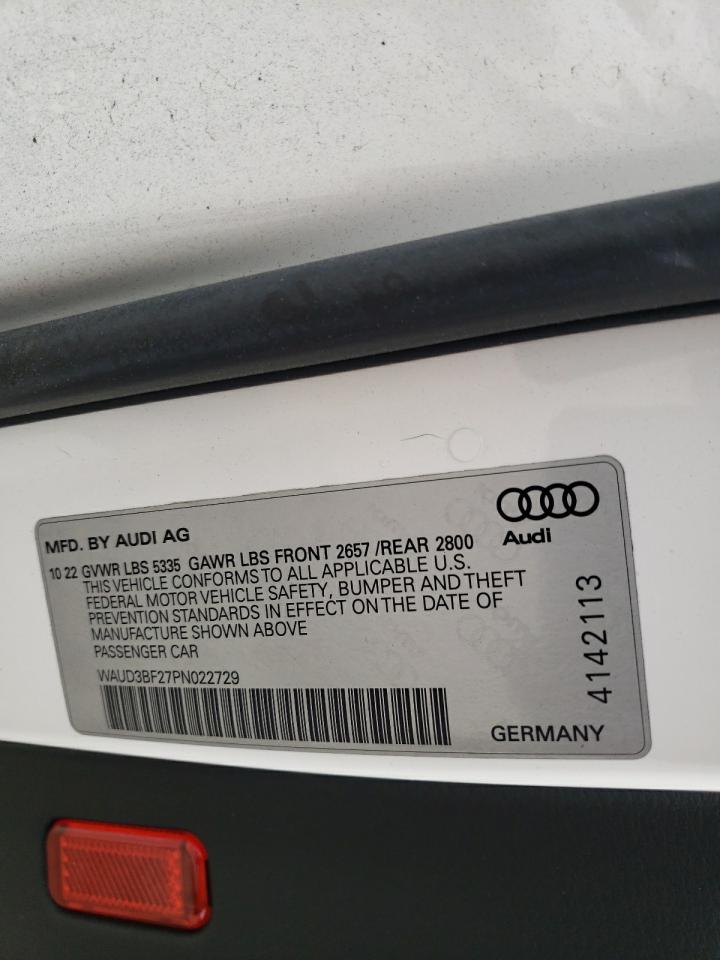 MFD. BY AUDI AG
10 22 GVWR LBS 5335 GAWR LBS FRONT 2657 /REAR 2800
THIS VEHICLE CONFORMS TO ALL APPLICABLE U.S.
FEDERAL MOTOR VEHICLE SAFETY, BUMPER AND THEFT
PREVENTION STANDARDS IN EFFECT ON THE DATE OF
MANUFACTURE SHOWN ABOVE
PASSENGER CAR
WAUD3BF27PN022729
Audi
4142113
GERMANY